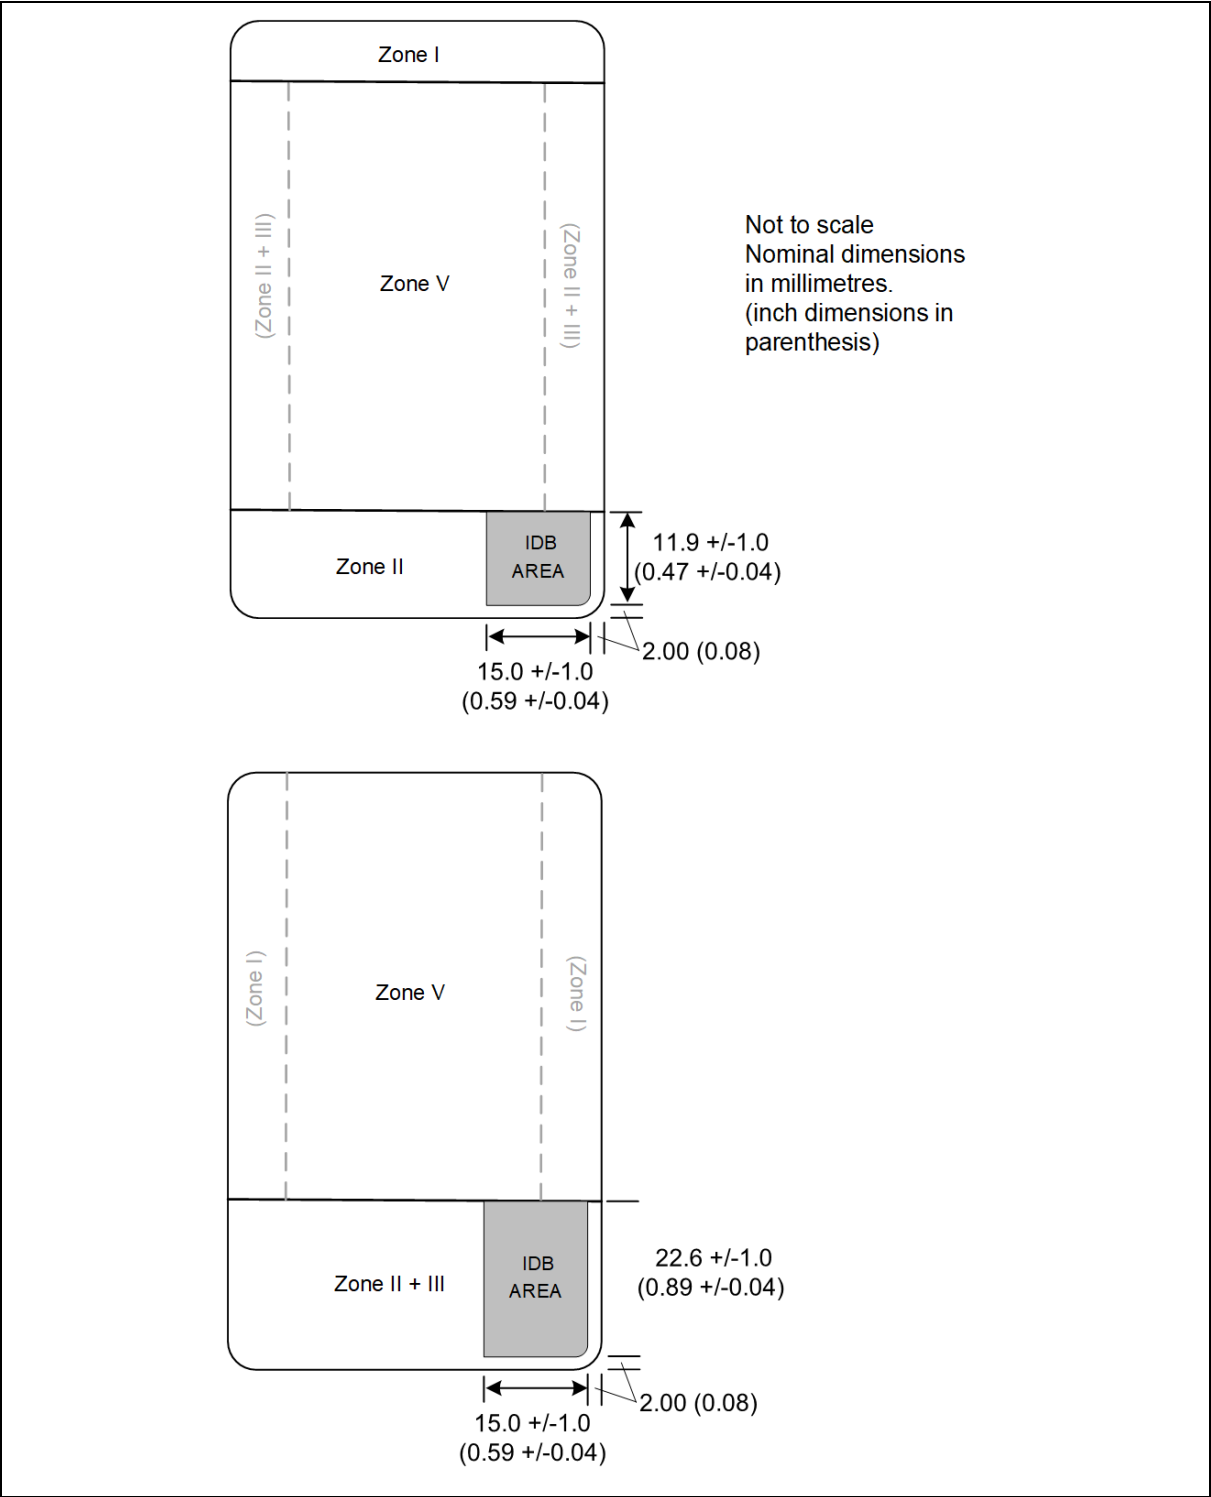 Zone I
(Zone II + III)
Zone V
(Zone II + III)
Not to scale
Nominal dimensions
in millimetres.
(inch dimensions in
parenthesis)
Zone II
IDB
AREA
11.9 +/-1.0
(0.47 +/-0.04)
2.00 (0.08)
15.0 +/-1.0
(0.59 +/-0.04)
(Zone I)
Zone V
(Zone I)
Zone II + III
IDB
AREA
22.6 +/-1.0
(0.89 +/-0.04)
2.00 (0.08)
15.0 +/-1.0
(0.59 +/-0.04)